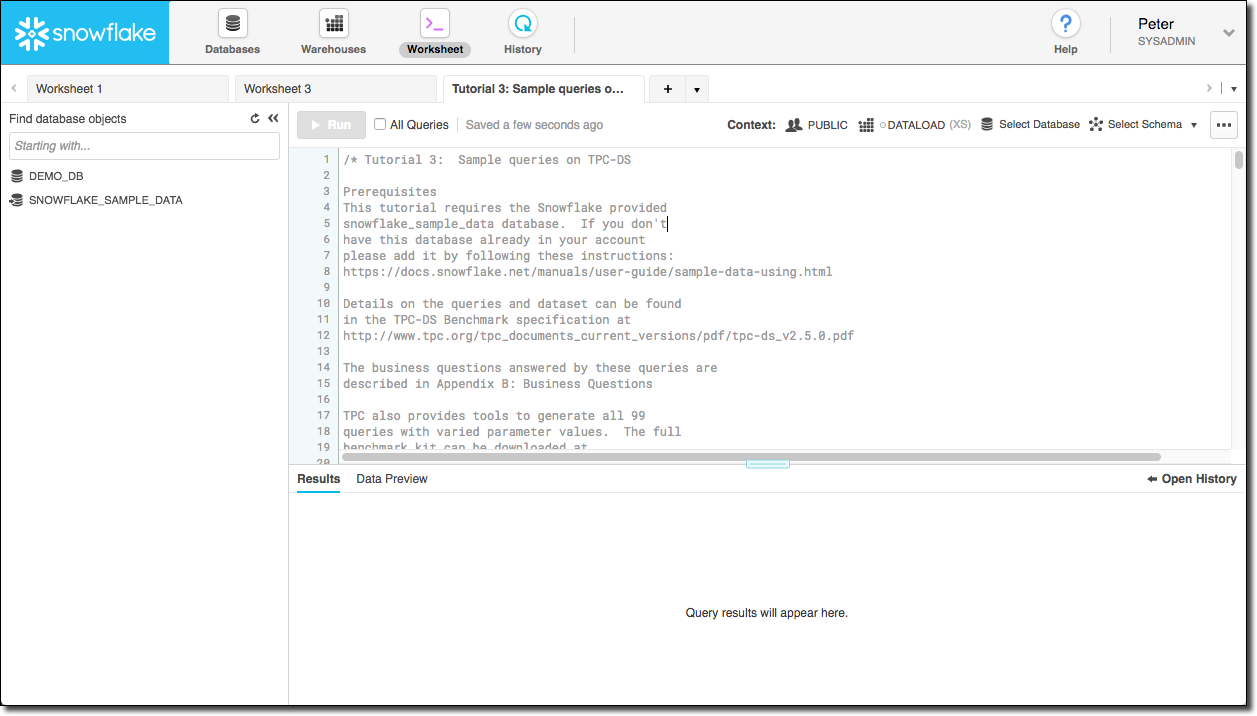 snowflake
Databases
Warehouses
Worksheet
History
Help
Peter
SYSADMIN
Worksheet 1
Worksheet 3
Tutorial 3: Sample queries o...
+
Find database objects
Starting with...
DEMO_DB
SNOWFLAKE_SAMPLE_DATA
Run
All Queries
Saved a few seconds ago
Context:
PUBLIC
DATALOAD (XS)
Select Database
Select Schema
1 /* Tutorial 3:  Sample queries on TPC-DS
2
3 Prerequisites
4 This tutorial requires the Snowflake provided
5 snowflake_sample_data database.  If you don't
6 have this database already in your account
7 please add it by following these instructions:
8 https://docs.snowflake.net/manuals/user-guide/sample-data-using.html
9
10 Details on the queries and dataset can be found
11 in the TPC-DS Benchmark specification at
12 http://www.tpc.org/tpc_documents_current_versions/pdf/tpc-ds_v2.5.0.pdf
13
14 The business questions answered by these queries are
15 described in Appendix B: Business Questions
16
17 TPC also provides tools to generate all 99
18 queries with varied parameter values.  The full
19 benchmark kit can be downloaded at
20
Results
Data Preview
Open History
Query results will appear here.